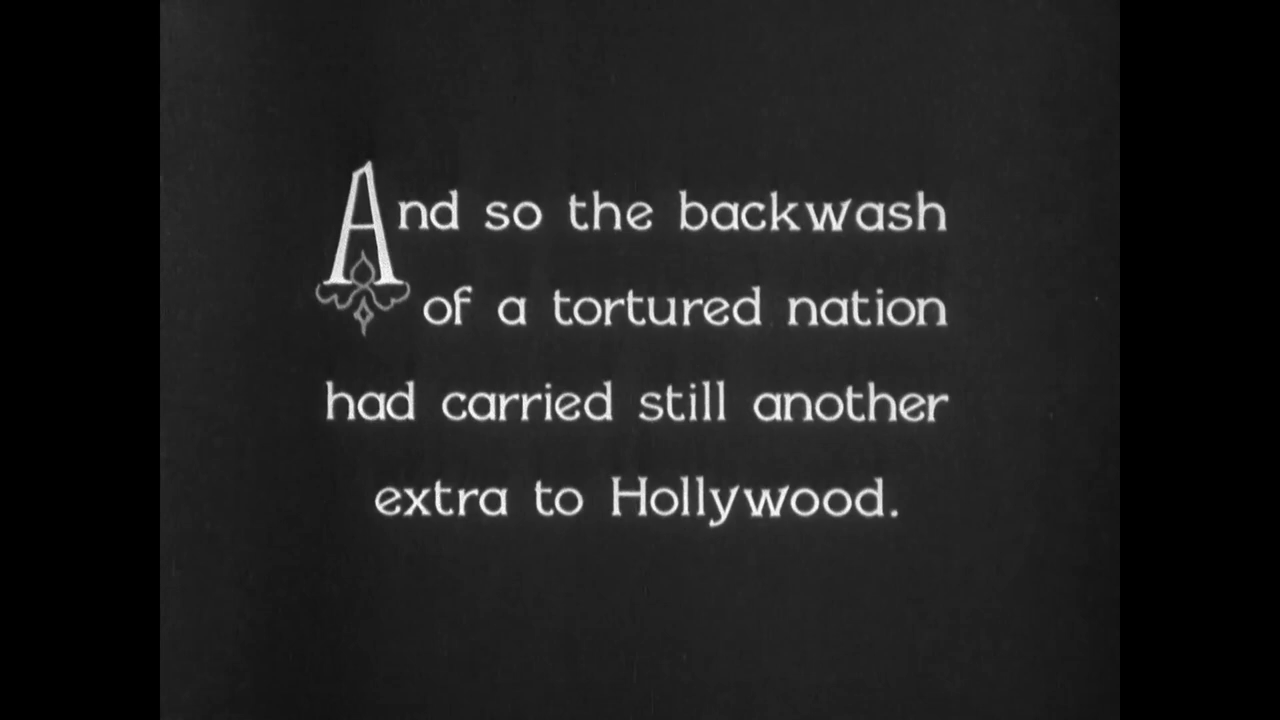 And so the backwash
of a tortured nation
had carried still another
extra to Hollywood.